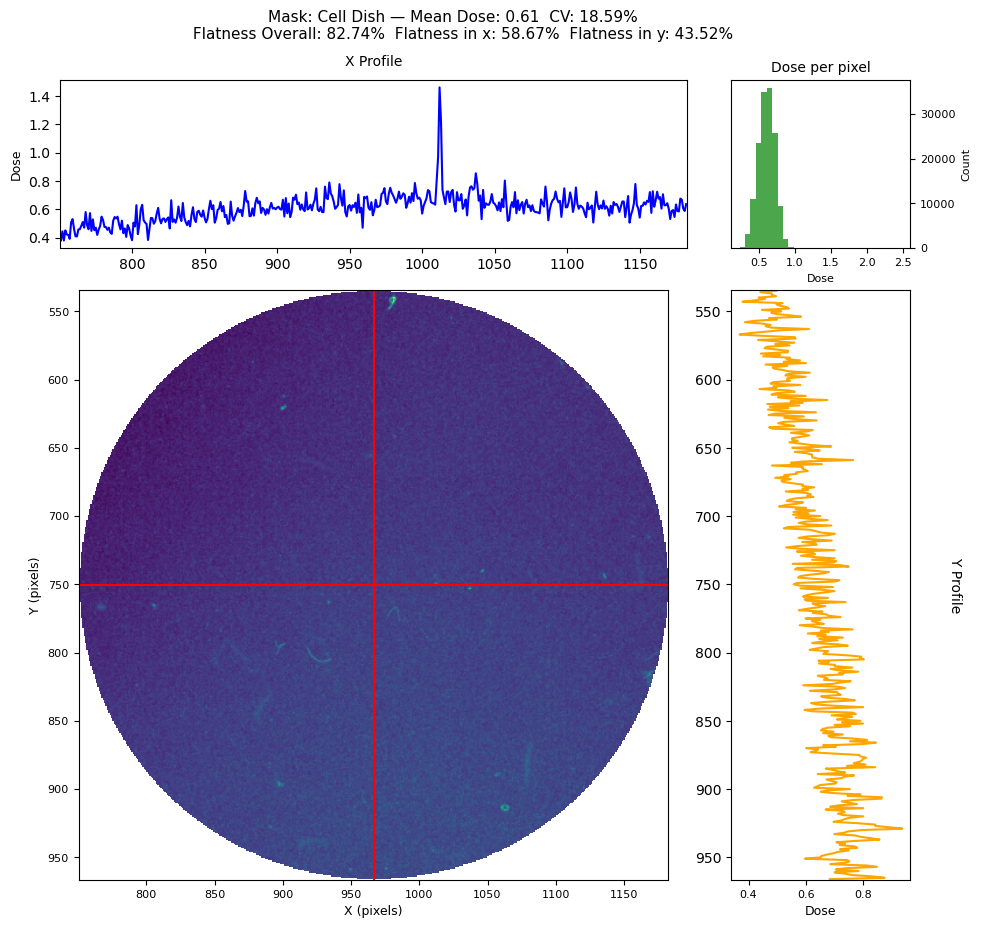 Mask: Cell Dish — Mean Dose: 0.61  CV: 18.59%
Flatness Overall: 82.74%  Flatness in x: 58.67%  Flatness in y: 43.52%
X Profile
Dose
1.4
1.2
1.0
0.8
0.6
0.4
800 850 900 950 1000 1050 1100 1150
Dose per pixel
30000
20000
10000
0
Count
0.5 1.0 1.5 2.0 2.5
Dose
Y (pixels)
550
600
650
700
750
800
850
900
950
800 850 900 950 1000 1050 1100 1150
X (pixels)
550
600
650
700
750
800
850
900
950
0.4 0.6 0.8
Dose
Y Profile